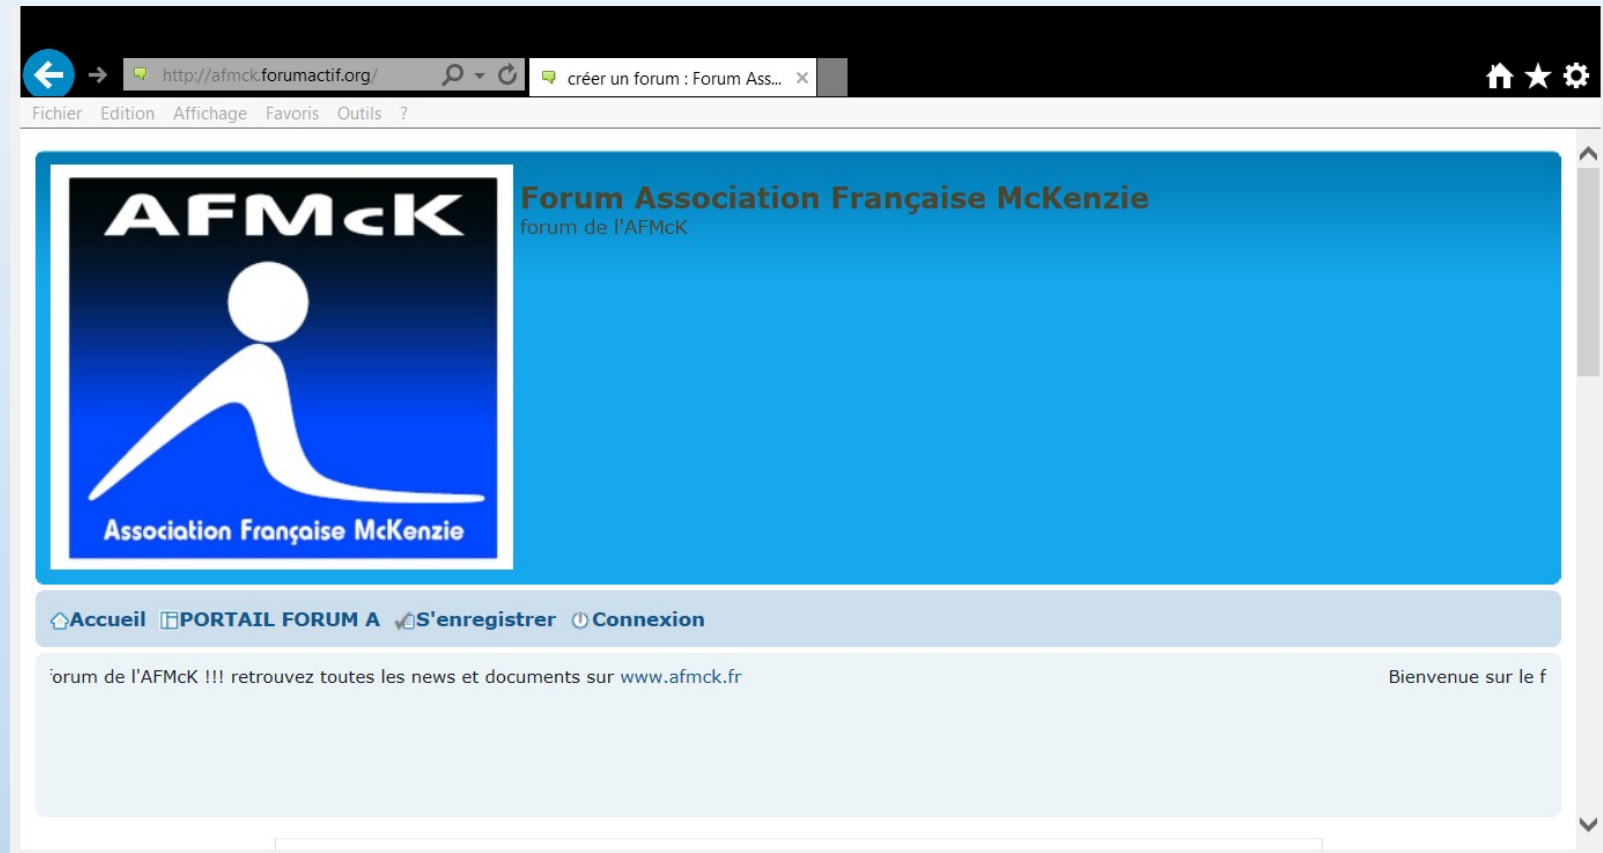 http://afmck.forumactif.org/
créer un forum : Forum Ass...
Fichier Edition Affichage Favoris Outils ?
AFMcK
Association Française McKenzie
Forum Association Française McKenzie
forum de l'AFMcK
Accueil PORTAIL FORUM A S'enregistrer Connexion
forum de l'AFMcK !!! retrouvez toutes les news et documents sur www.afmck.fr Bienvenue sur le f